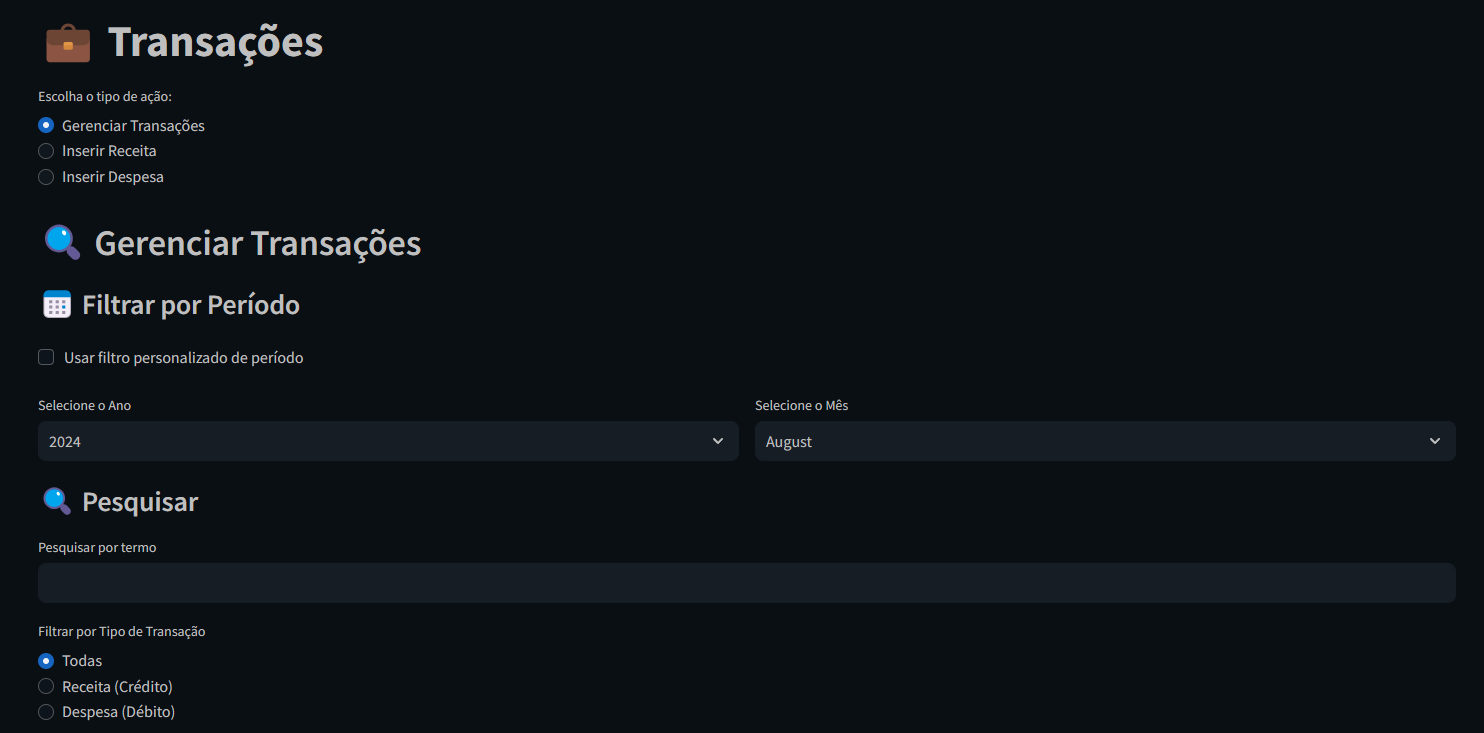 Transações
Escolha o tipo de ação:
Gerenciar Transações
Inserir Receita
Inserir Despesa
Gerenciar Transações
Filtrar por Período
Usar filtro personalizado de período
Selecione o Ano
Selecione o Mês
2024
August
Pesquisar
Pesquisar por termo
Filtrar por Tipo de Transação
Todas
Receita (Crédito)
Despesa (Débito)